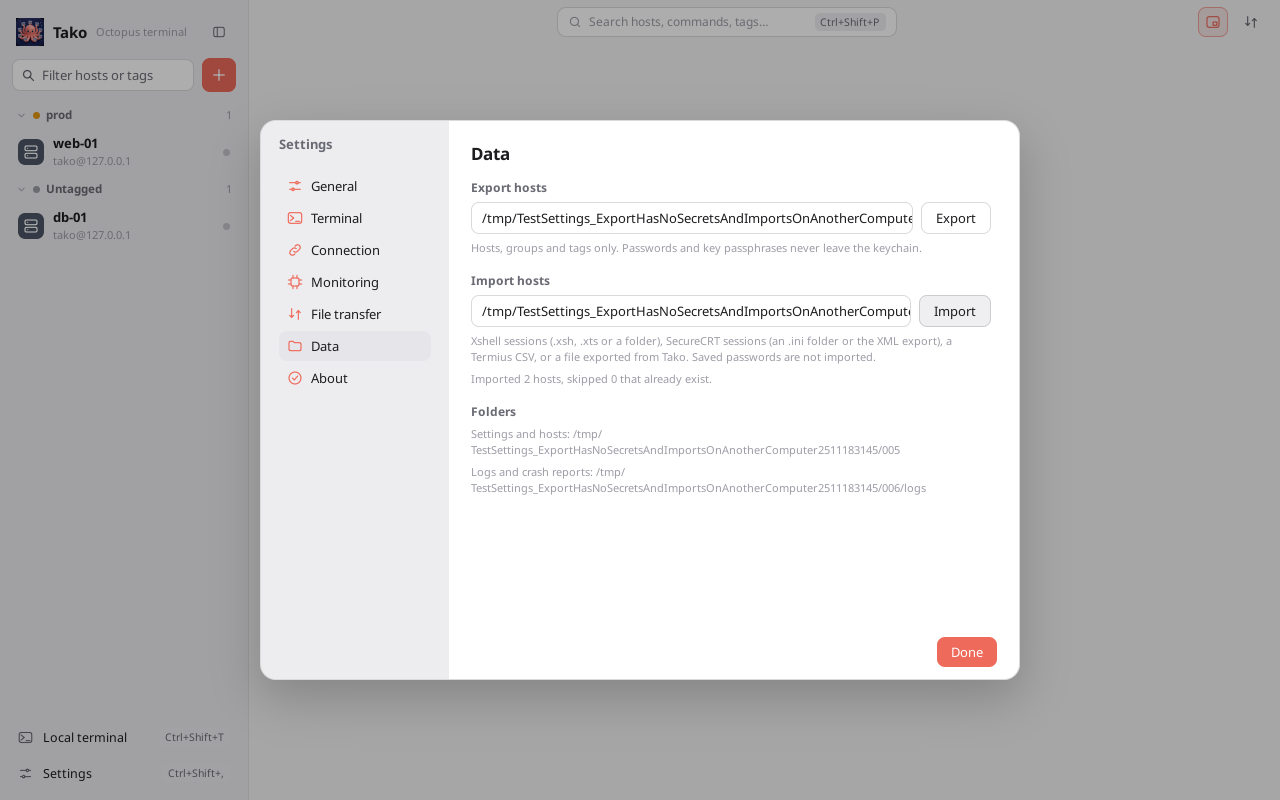 Tako Octopus terminal
Search hosts, commands, tags... Ctrl+Shift+P
Filter hosts or tags
prod 1
web-01
tako@127.0.0.1
Untagged 1
db-01
tako@127.0.0.1
Local terminal Ctrl+Shift+T
Settings Ctrl+Shift+,
Settings
General
Terminal
Connection
Monitoring
File transfer
Data
About
Data
Export hosts
/tmp/TestSettings_ExportHasNoSecretsAndImportsOnAnotherCompute Export
Hosts, groups and tags only. Passwords and key passphrases never leave the keychain.
Import hosts
/tmp/TestSettings_ExportHasNoSecretsAndImportsOnAnotherCompute Import
Xshell sessions (.xsh, .xts or a folder), SecureCRT sessions (an .ini folder or the XML export), a
Termius CSV, or a file exported from Tako. Saved passwords are not imported.
Imported 2 hosts, skipped 0 that already exist.
Folders
Settings and hosts: /tmp/
TestSettings_ExportHasNoSecretsAndImportsOnAnotherComputer2511183145/005
Logs and crash reports: /tmp/
TestSettings_ExportHasNoSecretsAndImportsOnAnotherComputer2511183145/006/logs
Done